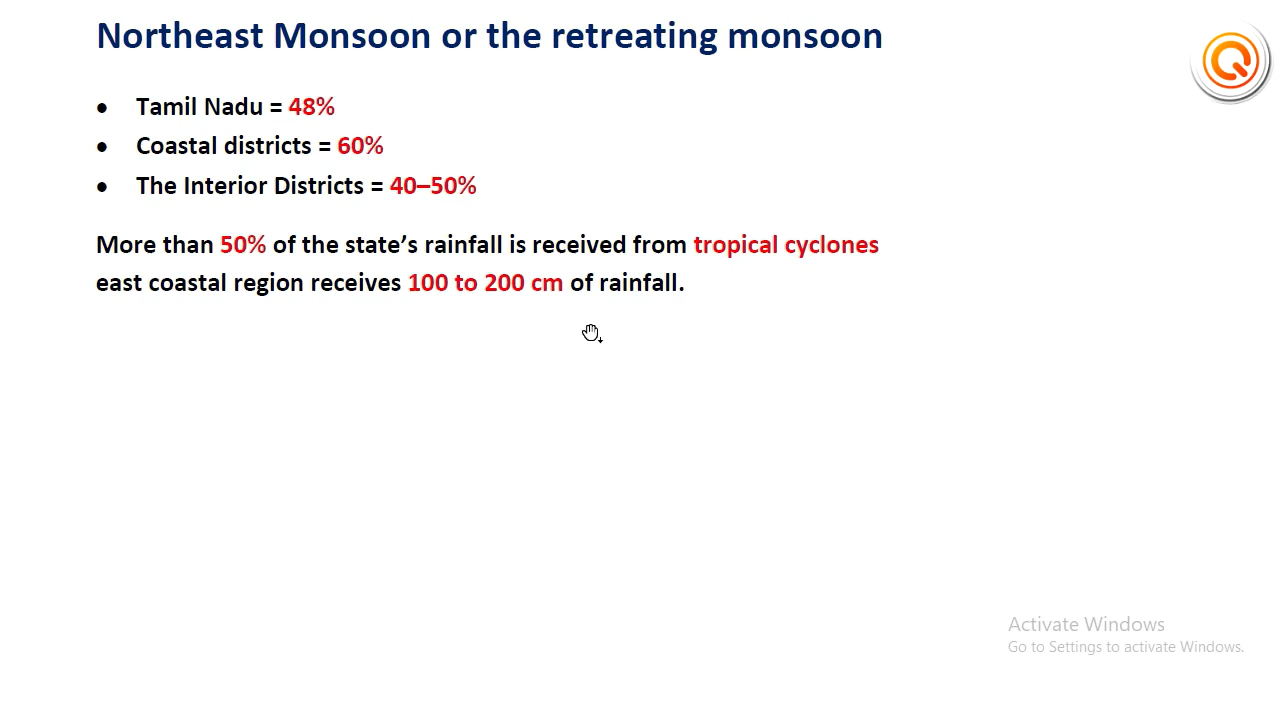 Northeast Monsoon or the retreating monsoon
• Tamil Nadu = 48%
• Coastal districts = 60%
• The Interior Districts = 40–50%
More than 50% of the state’s rainfall is received from tropical cyclones
east coastal region receives 100 to 200 cm of rainfall.
Activate Windows
Go to Settings to activate Windows.